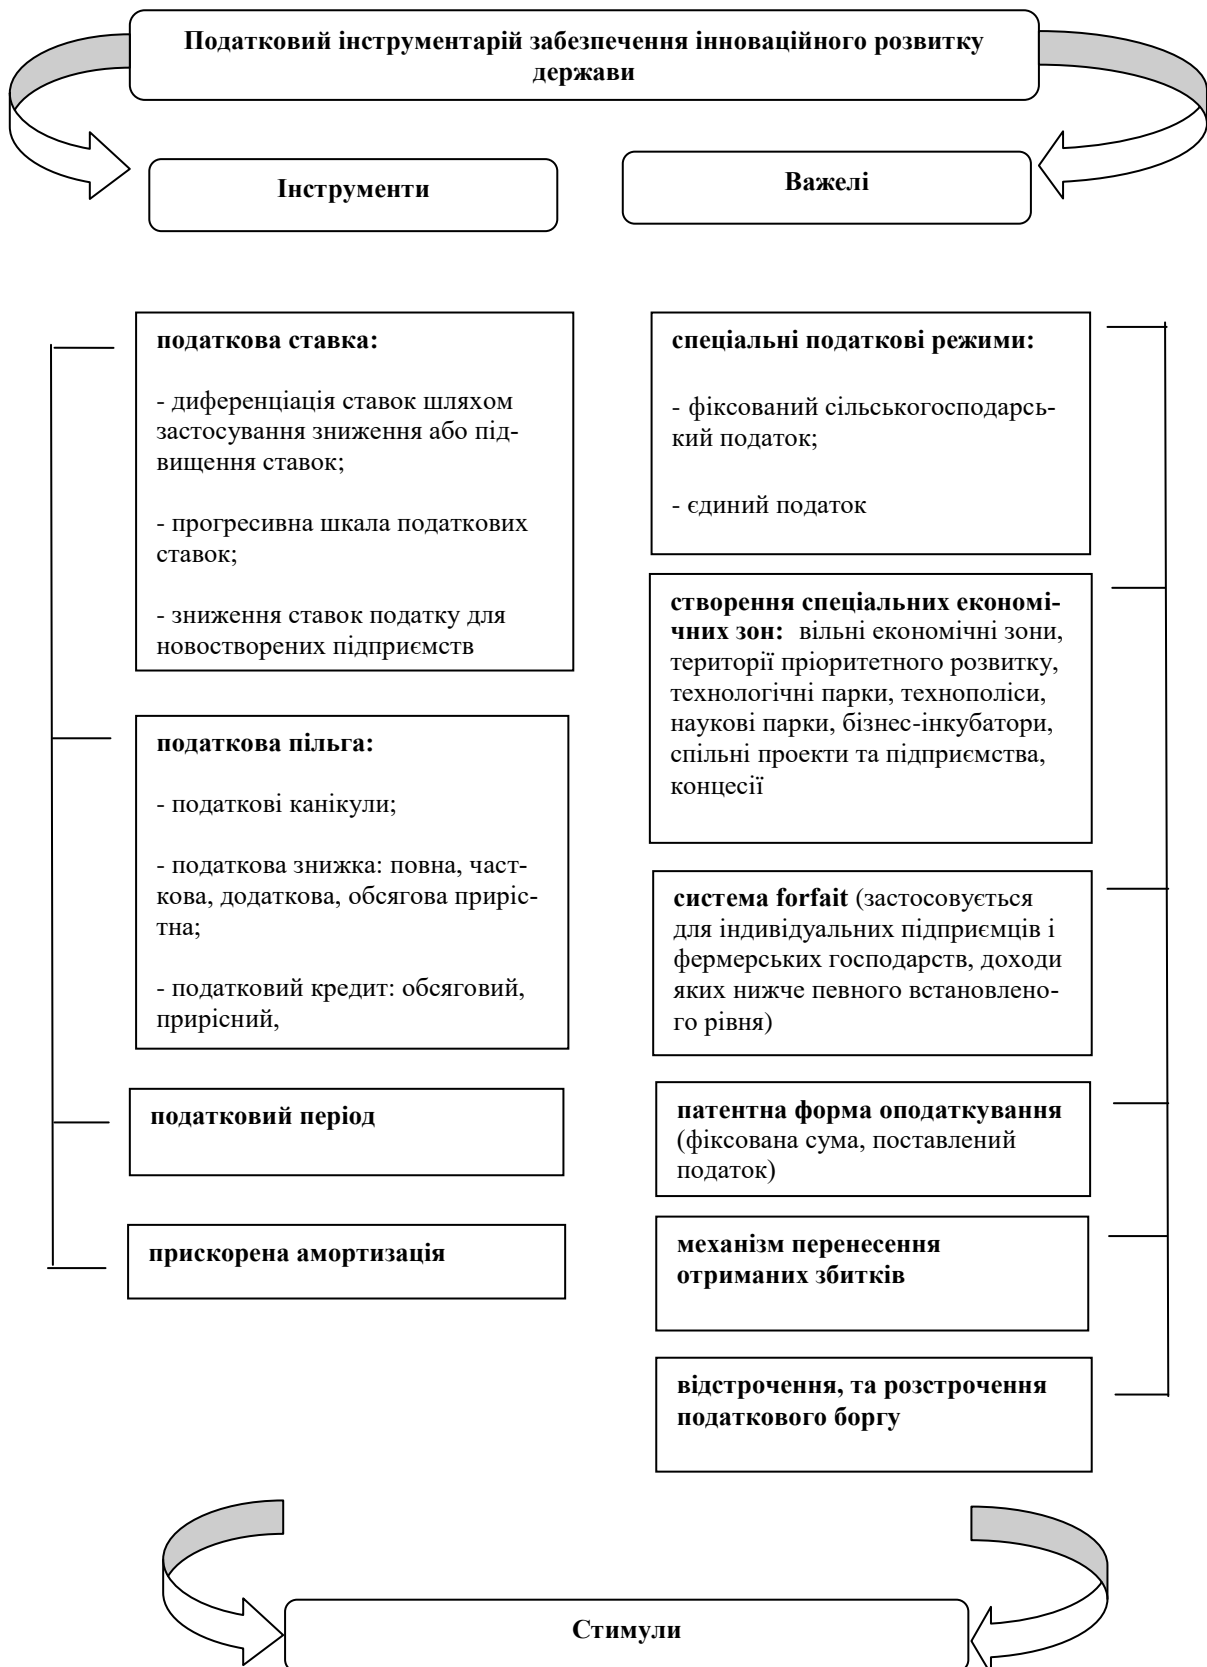 Податковий інструментарій забезпечення інноваційного розвитку
держави
Інструменти
Важелі
податкова ставка:
- диференціація ставок шляхом
застосування зниження або під-
вищення ставок;
- прогресивна шкала податкових
ставок;
- зниження ставок податку для
новостворених підприємств
податкова пільга:
- податкові канікули;
- податкова знижка: повна, част-
кова, додаткова, обсягова приріс-
тна;
- податковий кредит: обсяговий,
прирісний,
податковий період
прискорена амортизація
спеціальні податкові режими:
- фіксований сільськогосподарсь-
кий податок;
- єдиний податок
створення спеціальних економі-
чних зон: вільні економічні зони,
території пріоритетного розвитку,
технологічні парки, технополіси,
наукові парки, бізнес-інкубатори,
спільні проекти та підприємства,
концесії
система forfait (застосовується
для індивідуальних підприємців і
фермерських господарств, доходи
яких нижче певного встановлено-
го рівня)
патентна форма оподаткування
(фіксована сума, поставлений
податок)
механізм перенесення
отриманих збитків
відстрочення, та розстрочення
податкового боргу
Стимули